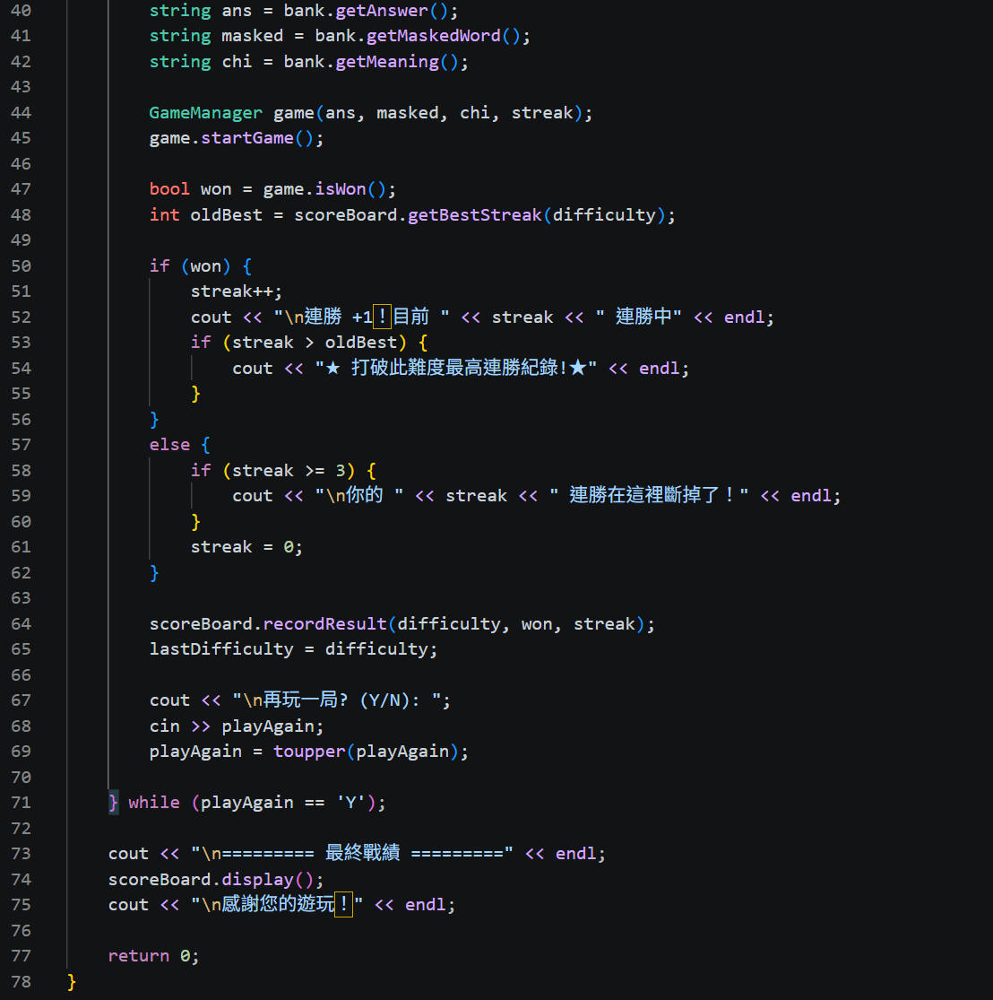 40 string ans = bank.getAnswer();
41 string masked = bank.getMaskedWord();
42 string chi = bank.getMeaning();
43
44 GameManager game(ans, masked, chi, streak);
45 game.startGame();
46
47 bool won = game.isWon();
48 int oldBest = scoreBoard.getBestStreak(difficulty);
49
50 if (won) {
51 streak++;
52 cout << "\n連勝 +1！目前 " << streak << " 連勝中" << endl;
53 if (streak > oldBest) {
54 cout << "★ 打破此難度最高連勝紀錄!★" << endl;
55 }
56 }
57 else {
58 if (streak >= 3) {
59 cout << "\n你的 " << streak << " 連勝在這裡斷掉了！" << endl;
60 }
61 streak = 0;
62 }
63
64 scoreBoard.recordResult(difficulty, won, streak);
65 lastDifficulty = difficulty;
66
67 cout << "\n再玩一局? (Y/N): ";
68 cin >> playAgain;
69 playAgain = toupper(playAgain);
70
71 } while (playAgain == 'Y');
72
73 cout << "\n========= 最終戰績 =========" << endl;
74 scoreBoard.display();
75 cout << "\n感謝您的遊玩！" << endl;
76
77 return 0;
78 }